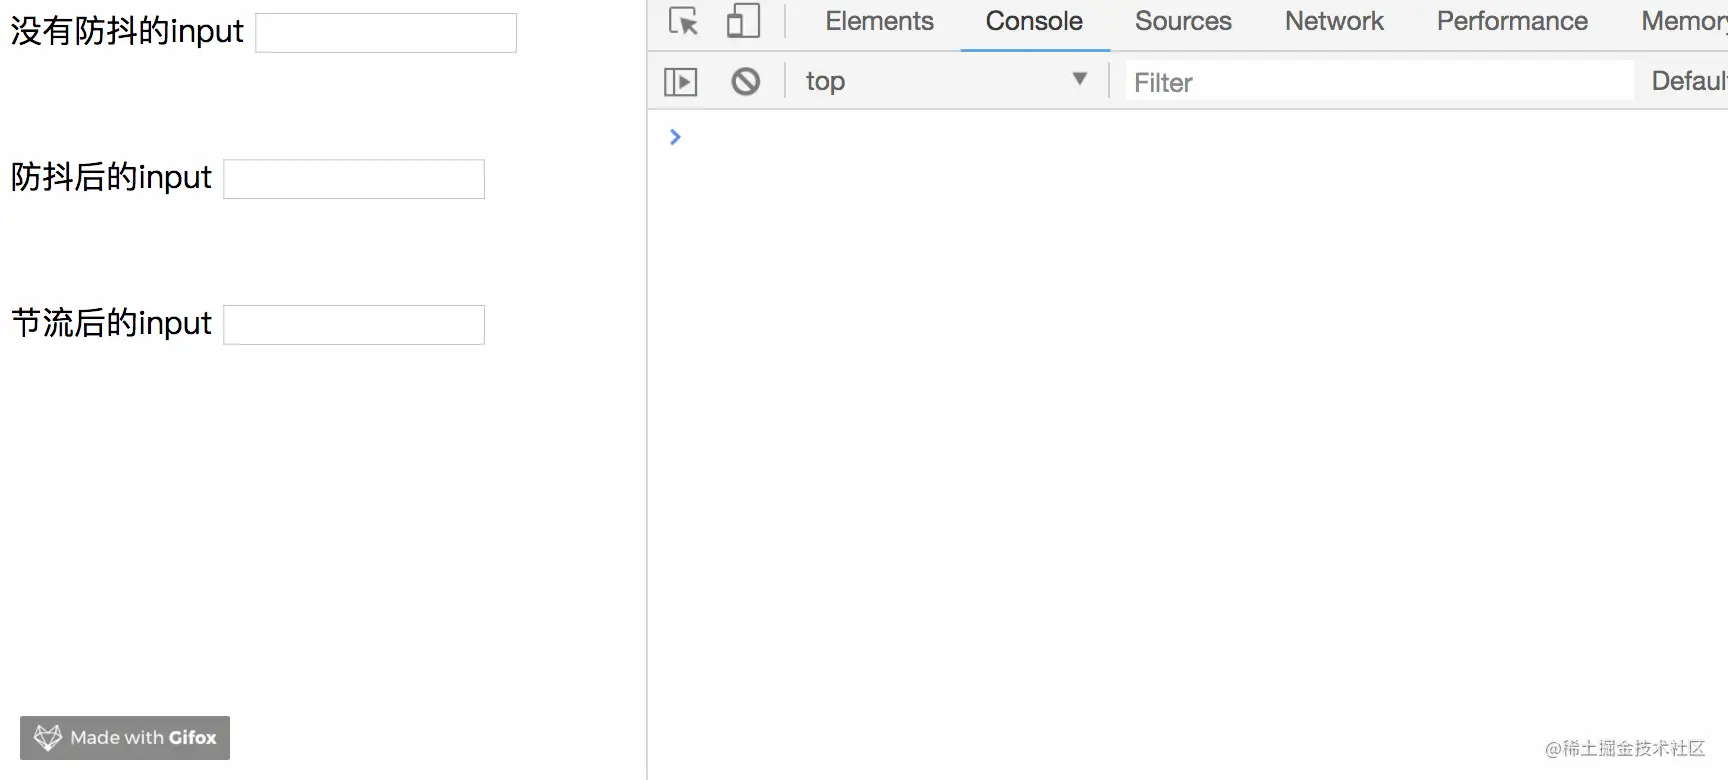 没有防抖的input
防抖后的input
节流后的input
Made with Gifox
Elements Console Sources Network Performance
top Filter
@稀土掘金技术社区